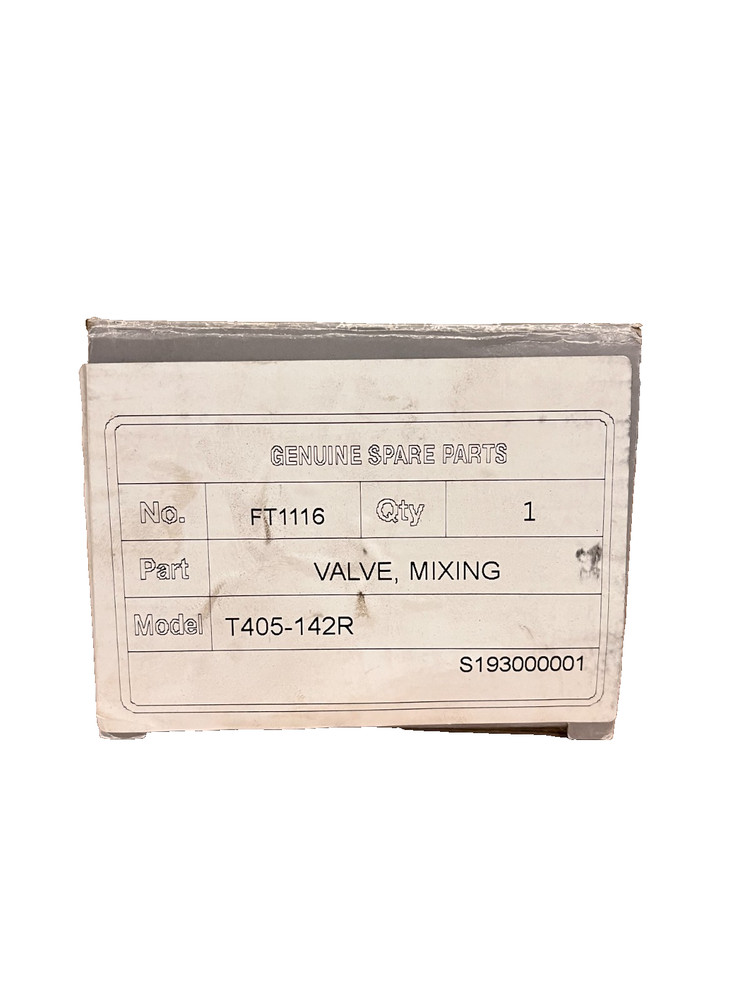 GENUINE SPARE PARTS
No. FT1116 Qty 1
Part VALVE, MIXING
Model T405-142R
S193000001